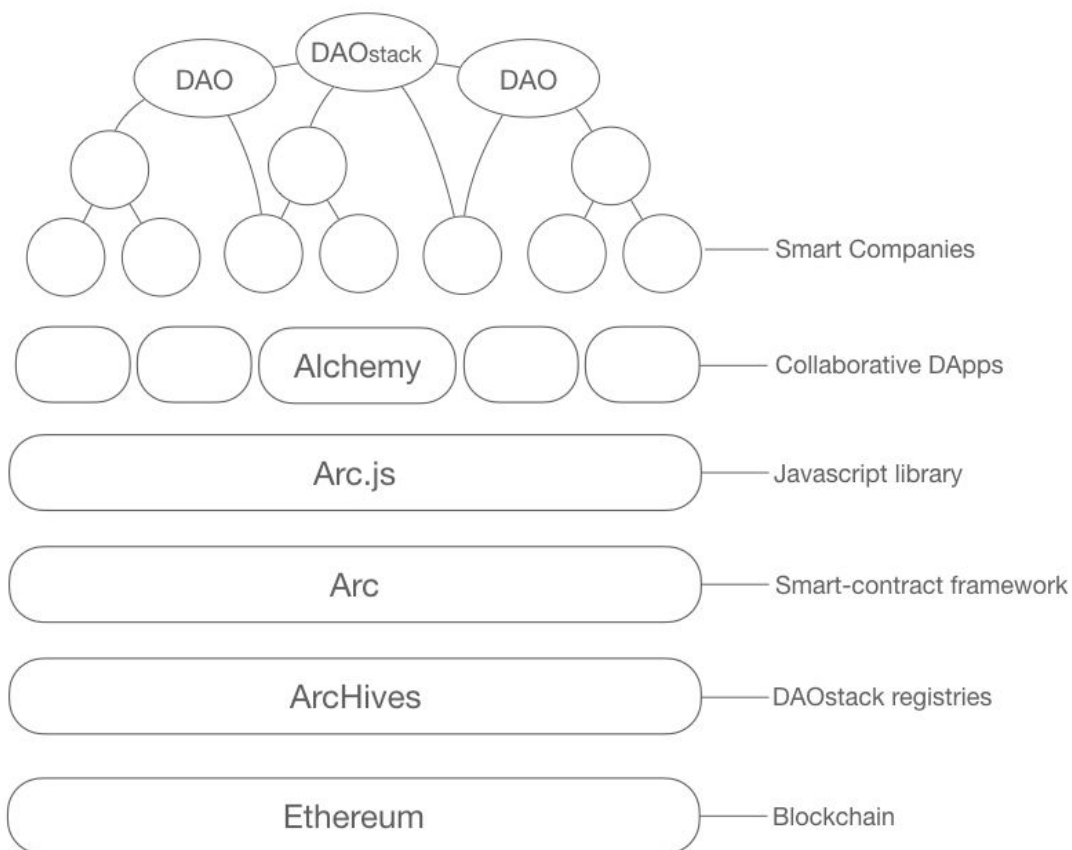 DAOstack
DAO
DAO
Smart Companies
Alchemy
Collaborative DApps
Arc.js
Javascript library
Arc
Smart-contract framework
ArcHives
DAOstack registries
Ethereum
Blockchain